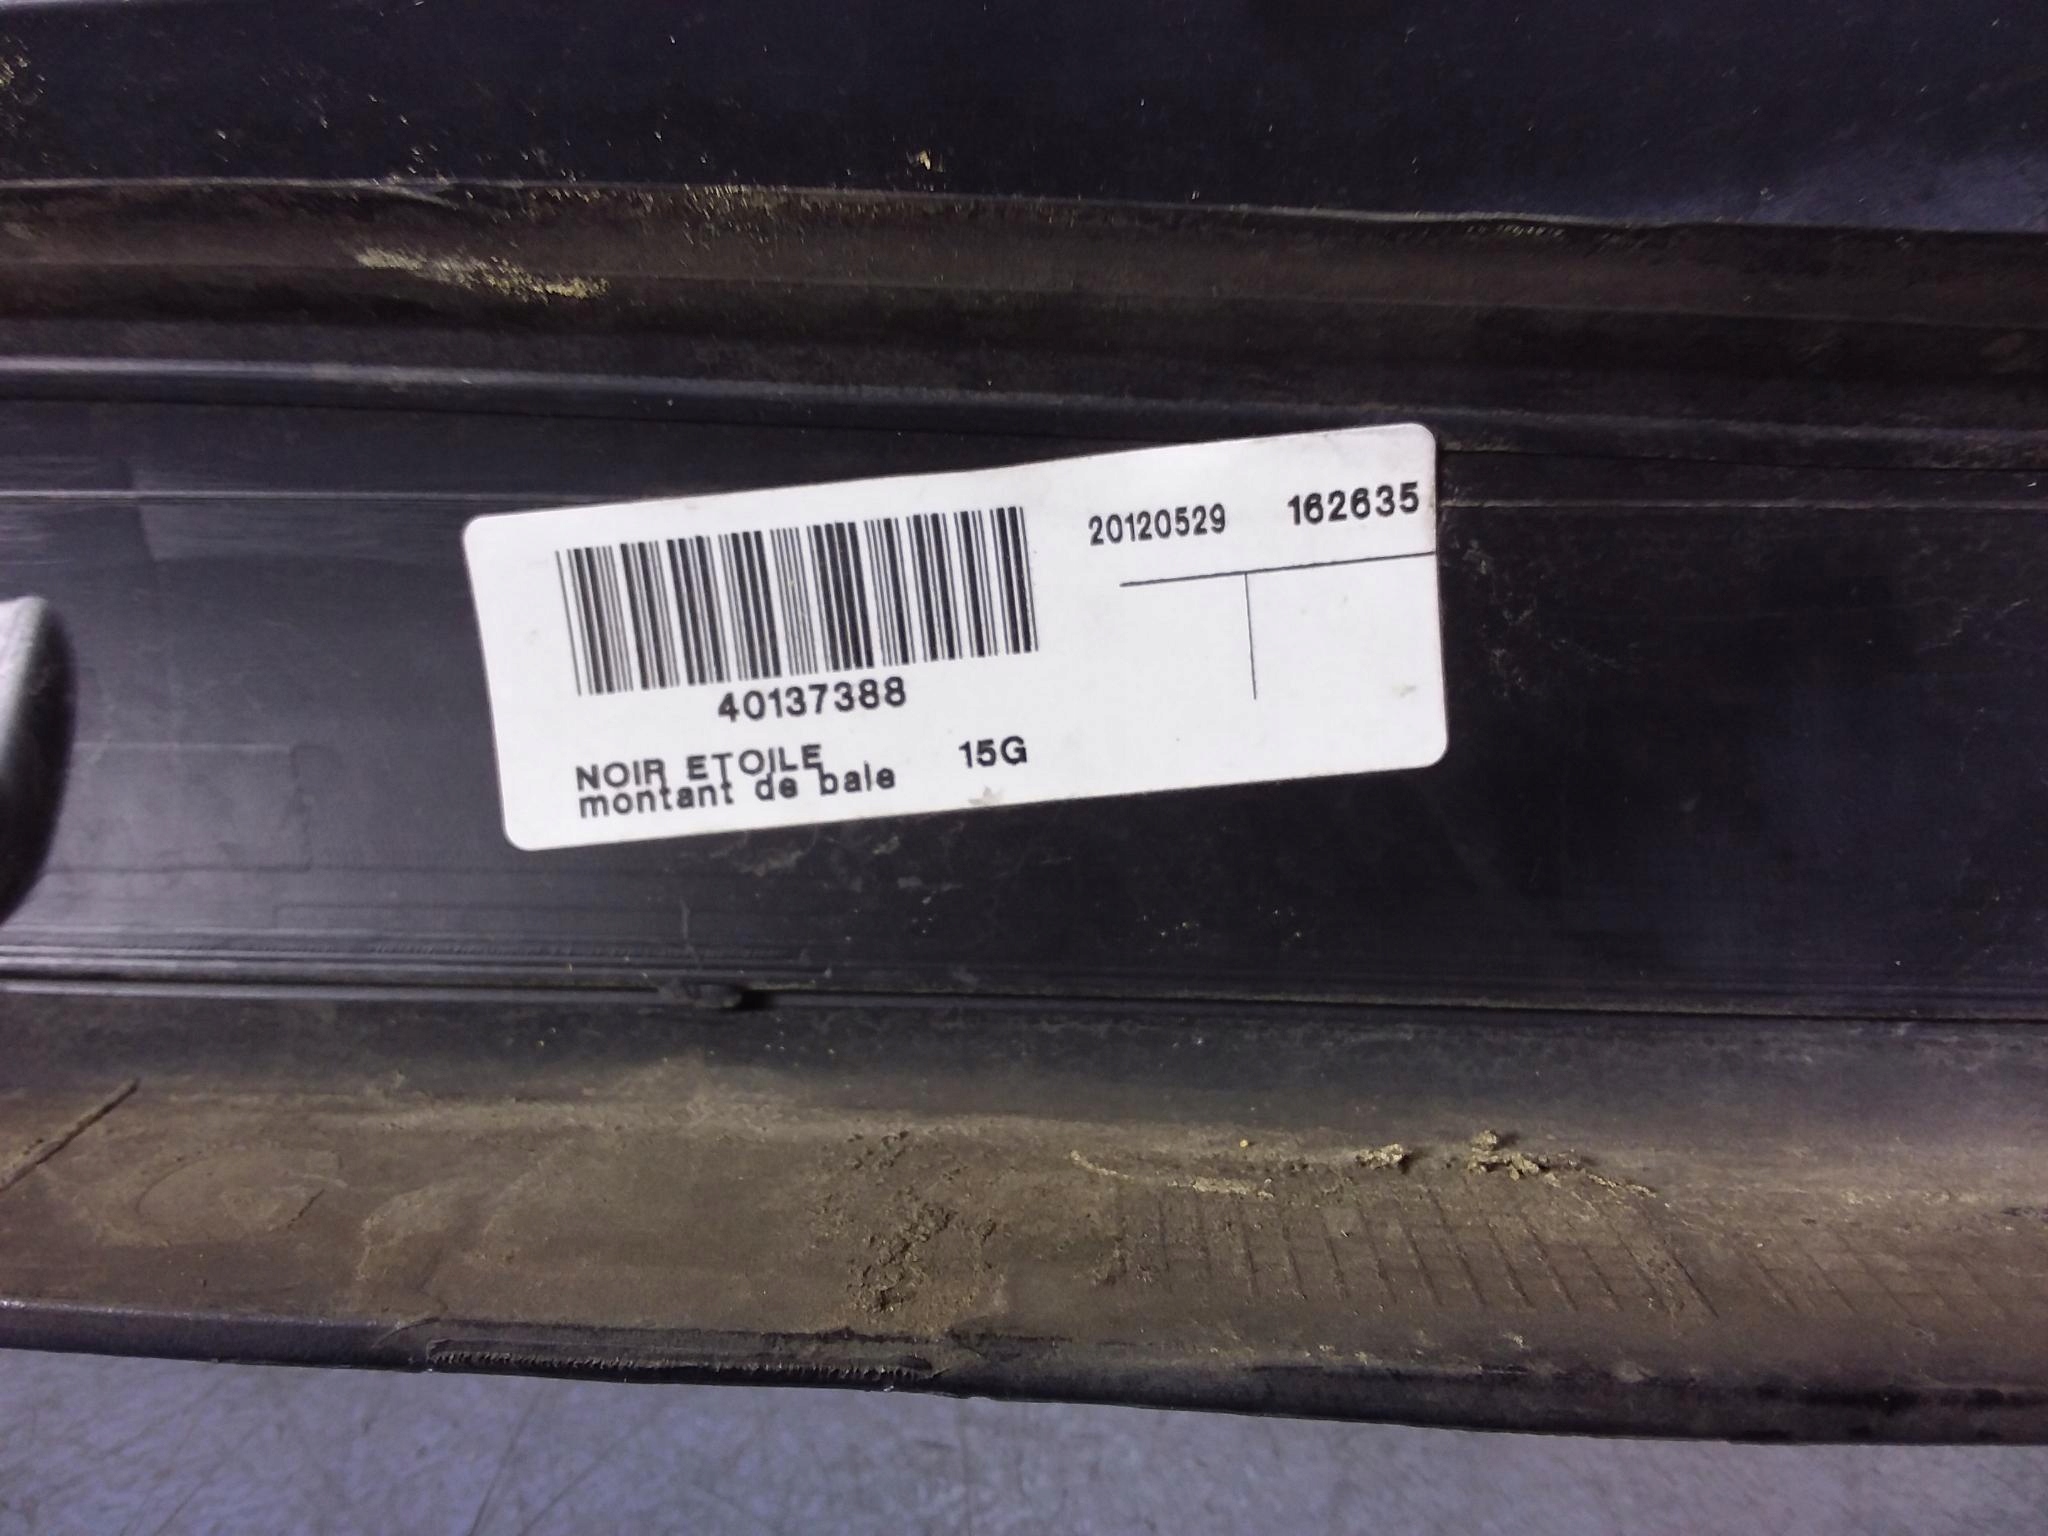 20120529 162635
40137388
NOIR ETOILE 15G
montant de baie